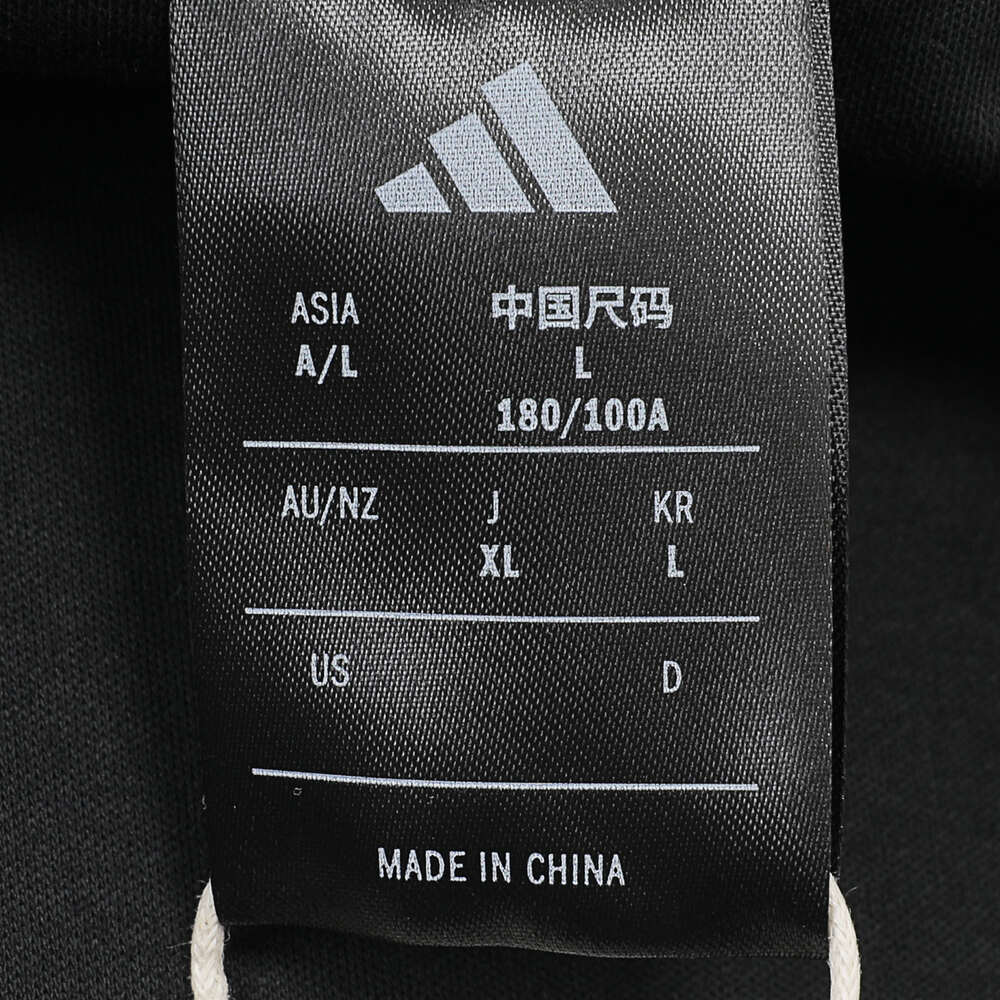 ASIA 中国尺码
A/L L
180/100A
AU/NZ J KR
XL L
US D
MADE IN CHINA